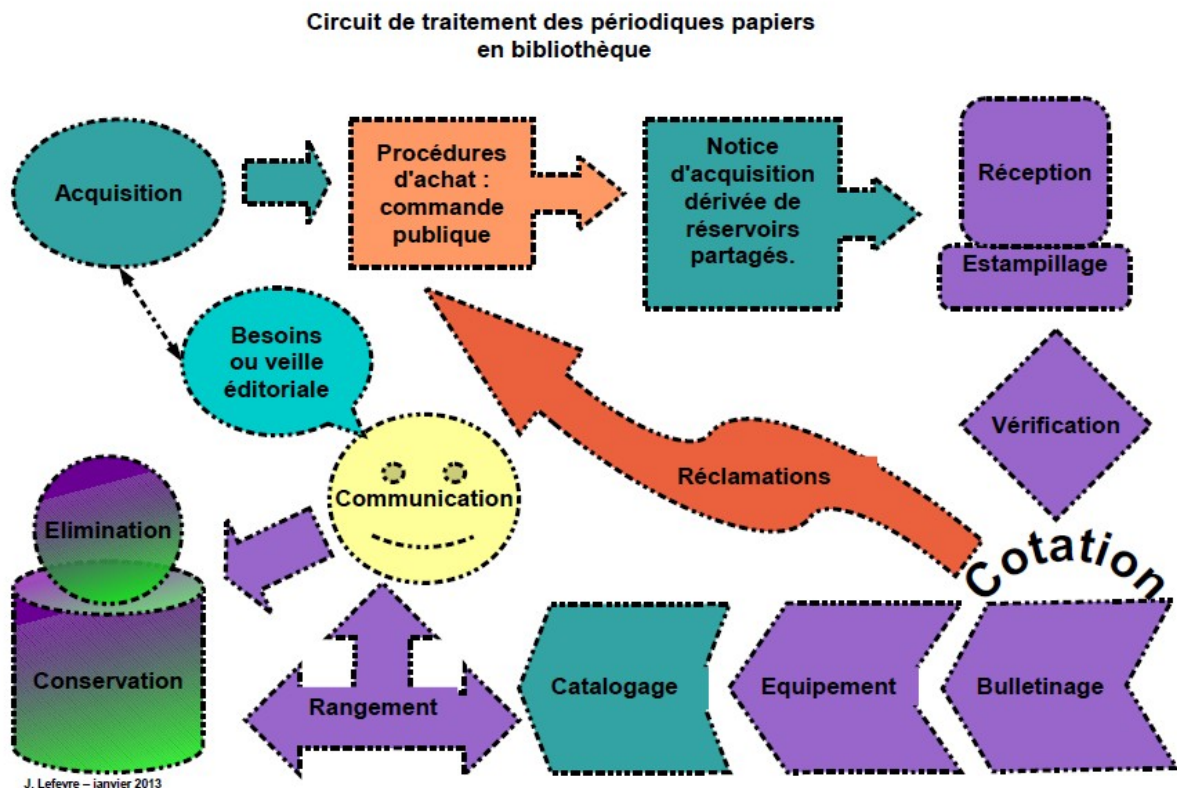 Circuit de traitement des périodiques papiers
en bibliothèque
Acquisition
Procédures
d'achat :
commande
publique
Notice
d'acquisition
dérivée de
réservoirs
partagés.
Réception
Estampillage
Besoins
ou veille
éditoriale
Vérification
Réclamations
Communication
Elimination
Cotation
Conservation
Rangement
Catalogage
Equipement
Bulletinage
J. Lefevre – janvier 2013